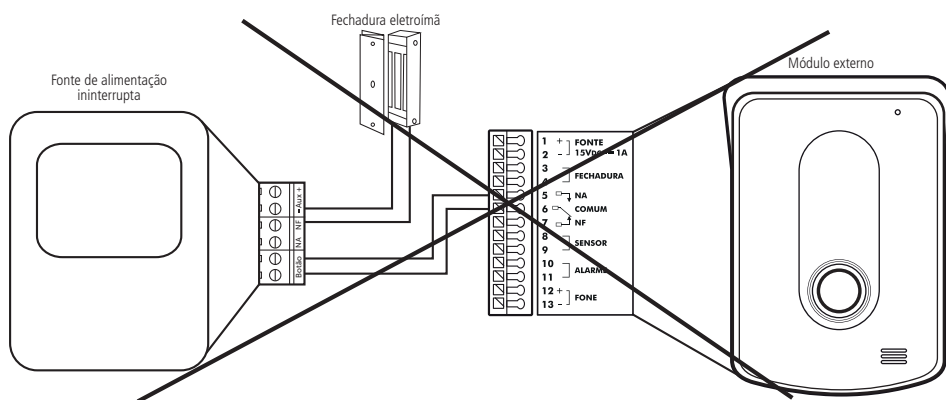 Fechadura eletroímã
Fonte de alimentação
ininterrupta
Módulo externo
- Aux +
NF
NA
Botão
1 + FONTE
2 - 15VDC 1A
3
4 FECHADURA
5 NA
6 COMUM
7 NF
8 SENSOR
9
10 ALARME
11
12 + FONE
13 -